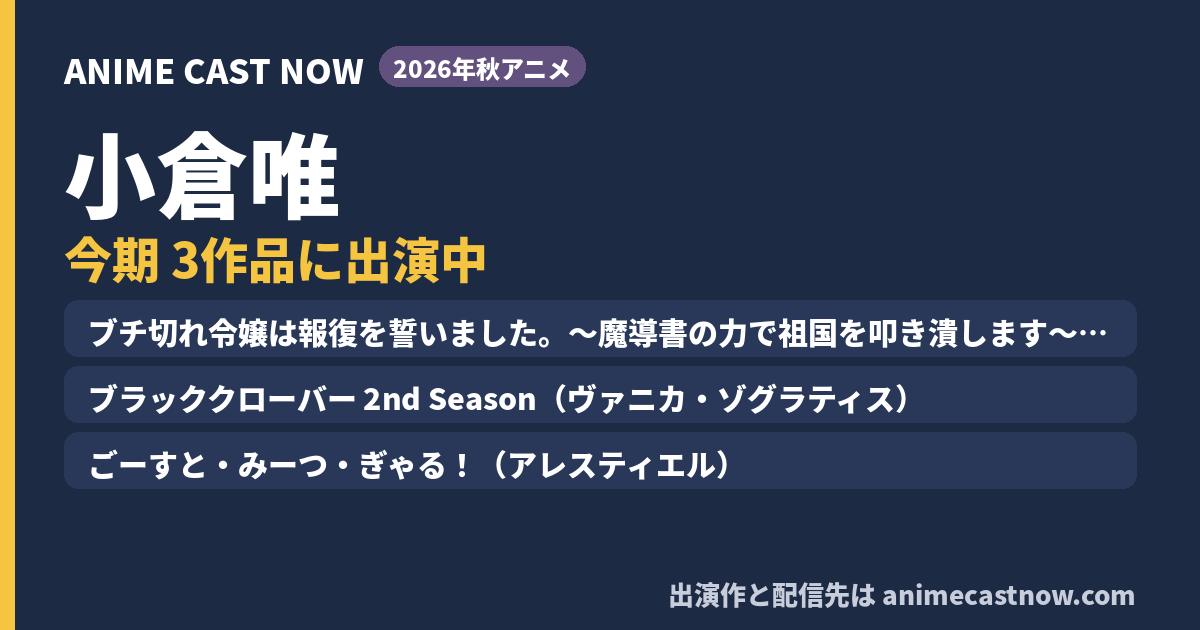 ANIME CAST NOW 2026年秋アニメ
小倉唯
今期 3作品に出演中
ブチ切れ令嬢は報復を誓いました。～魔導書の力で祖国を叩き潰します～…
ブラッククローバー 2nd Season（ヴァニカ・ゾグラティス）
ごーすと・みーつ・ぎゃる！（アレスティエル）
出演作と配信先は animecastnow.com